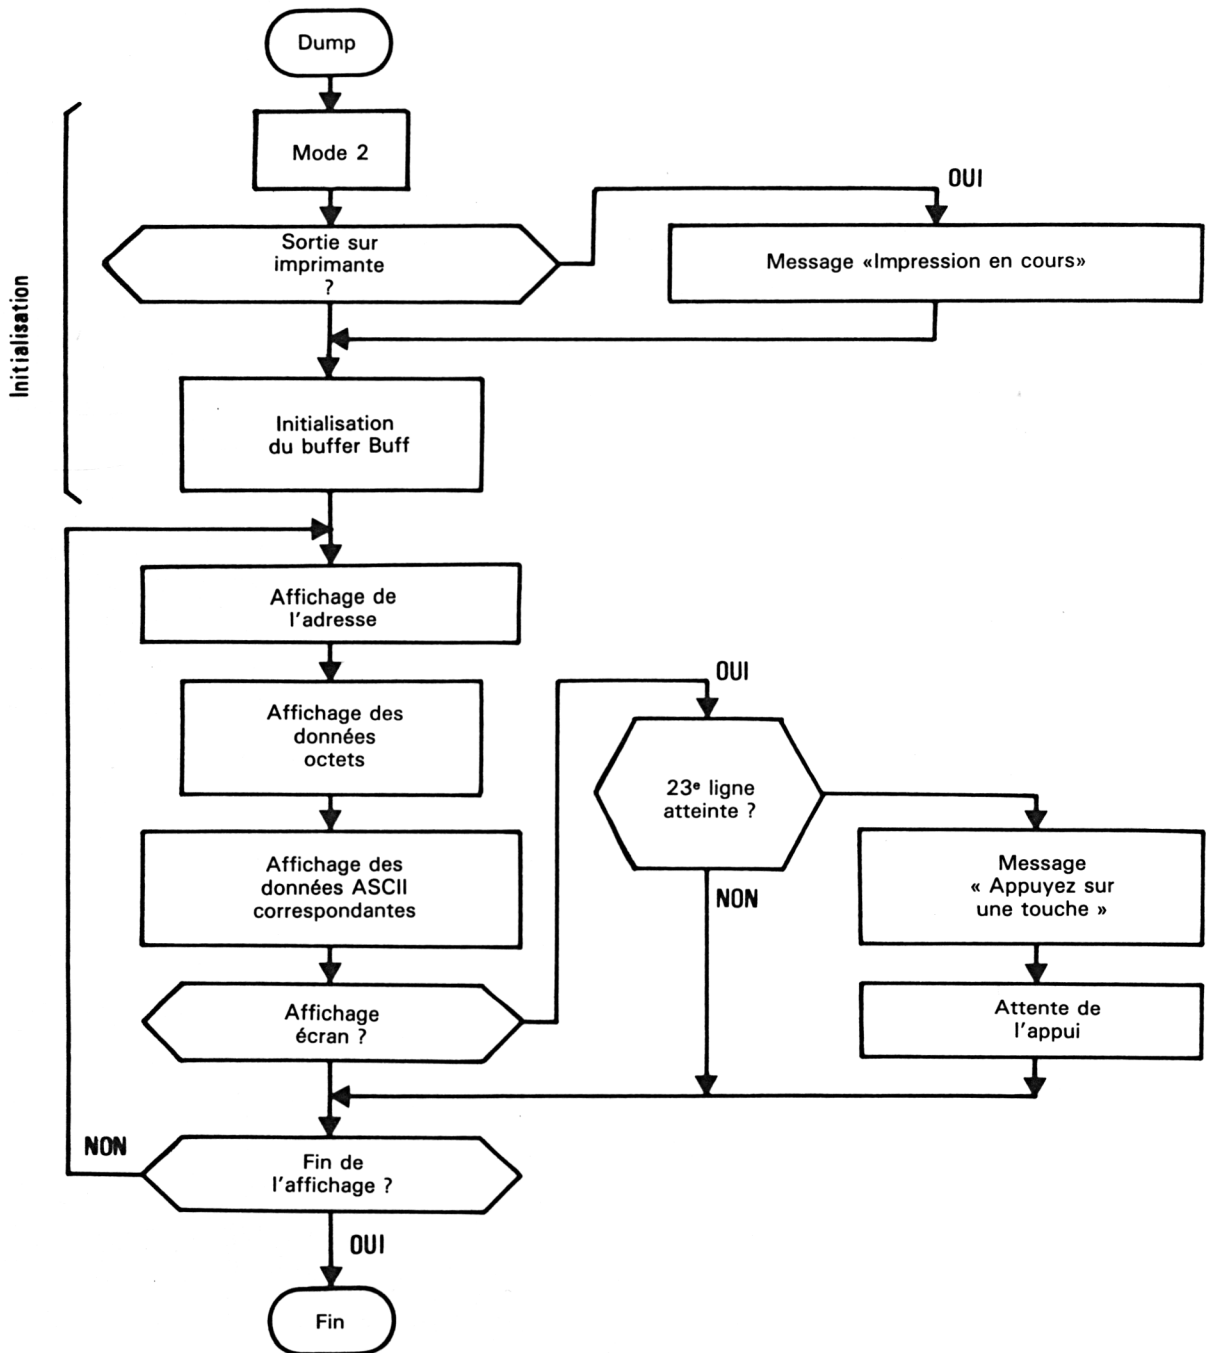 Dump
Mode 2
OUI
Sortie sur
imprimante
?
Message «Impression en cours»
Initialisation
Initialisation
du buffer Buff
Affichage de
l'adresse
OUI
Affichage des
données
octets
23e ligne
atteinte ?
Affichage des
données ASCII
correspondantes
NON
Message
« Appuyez sur
une touche »
Affichage
écran ?
Attente de
l'appui
NON
Fin de
l'affichage ?
OUI
Fin